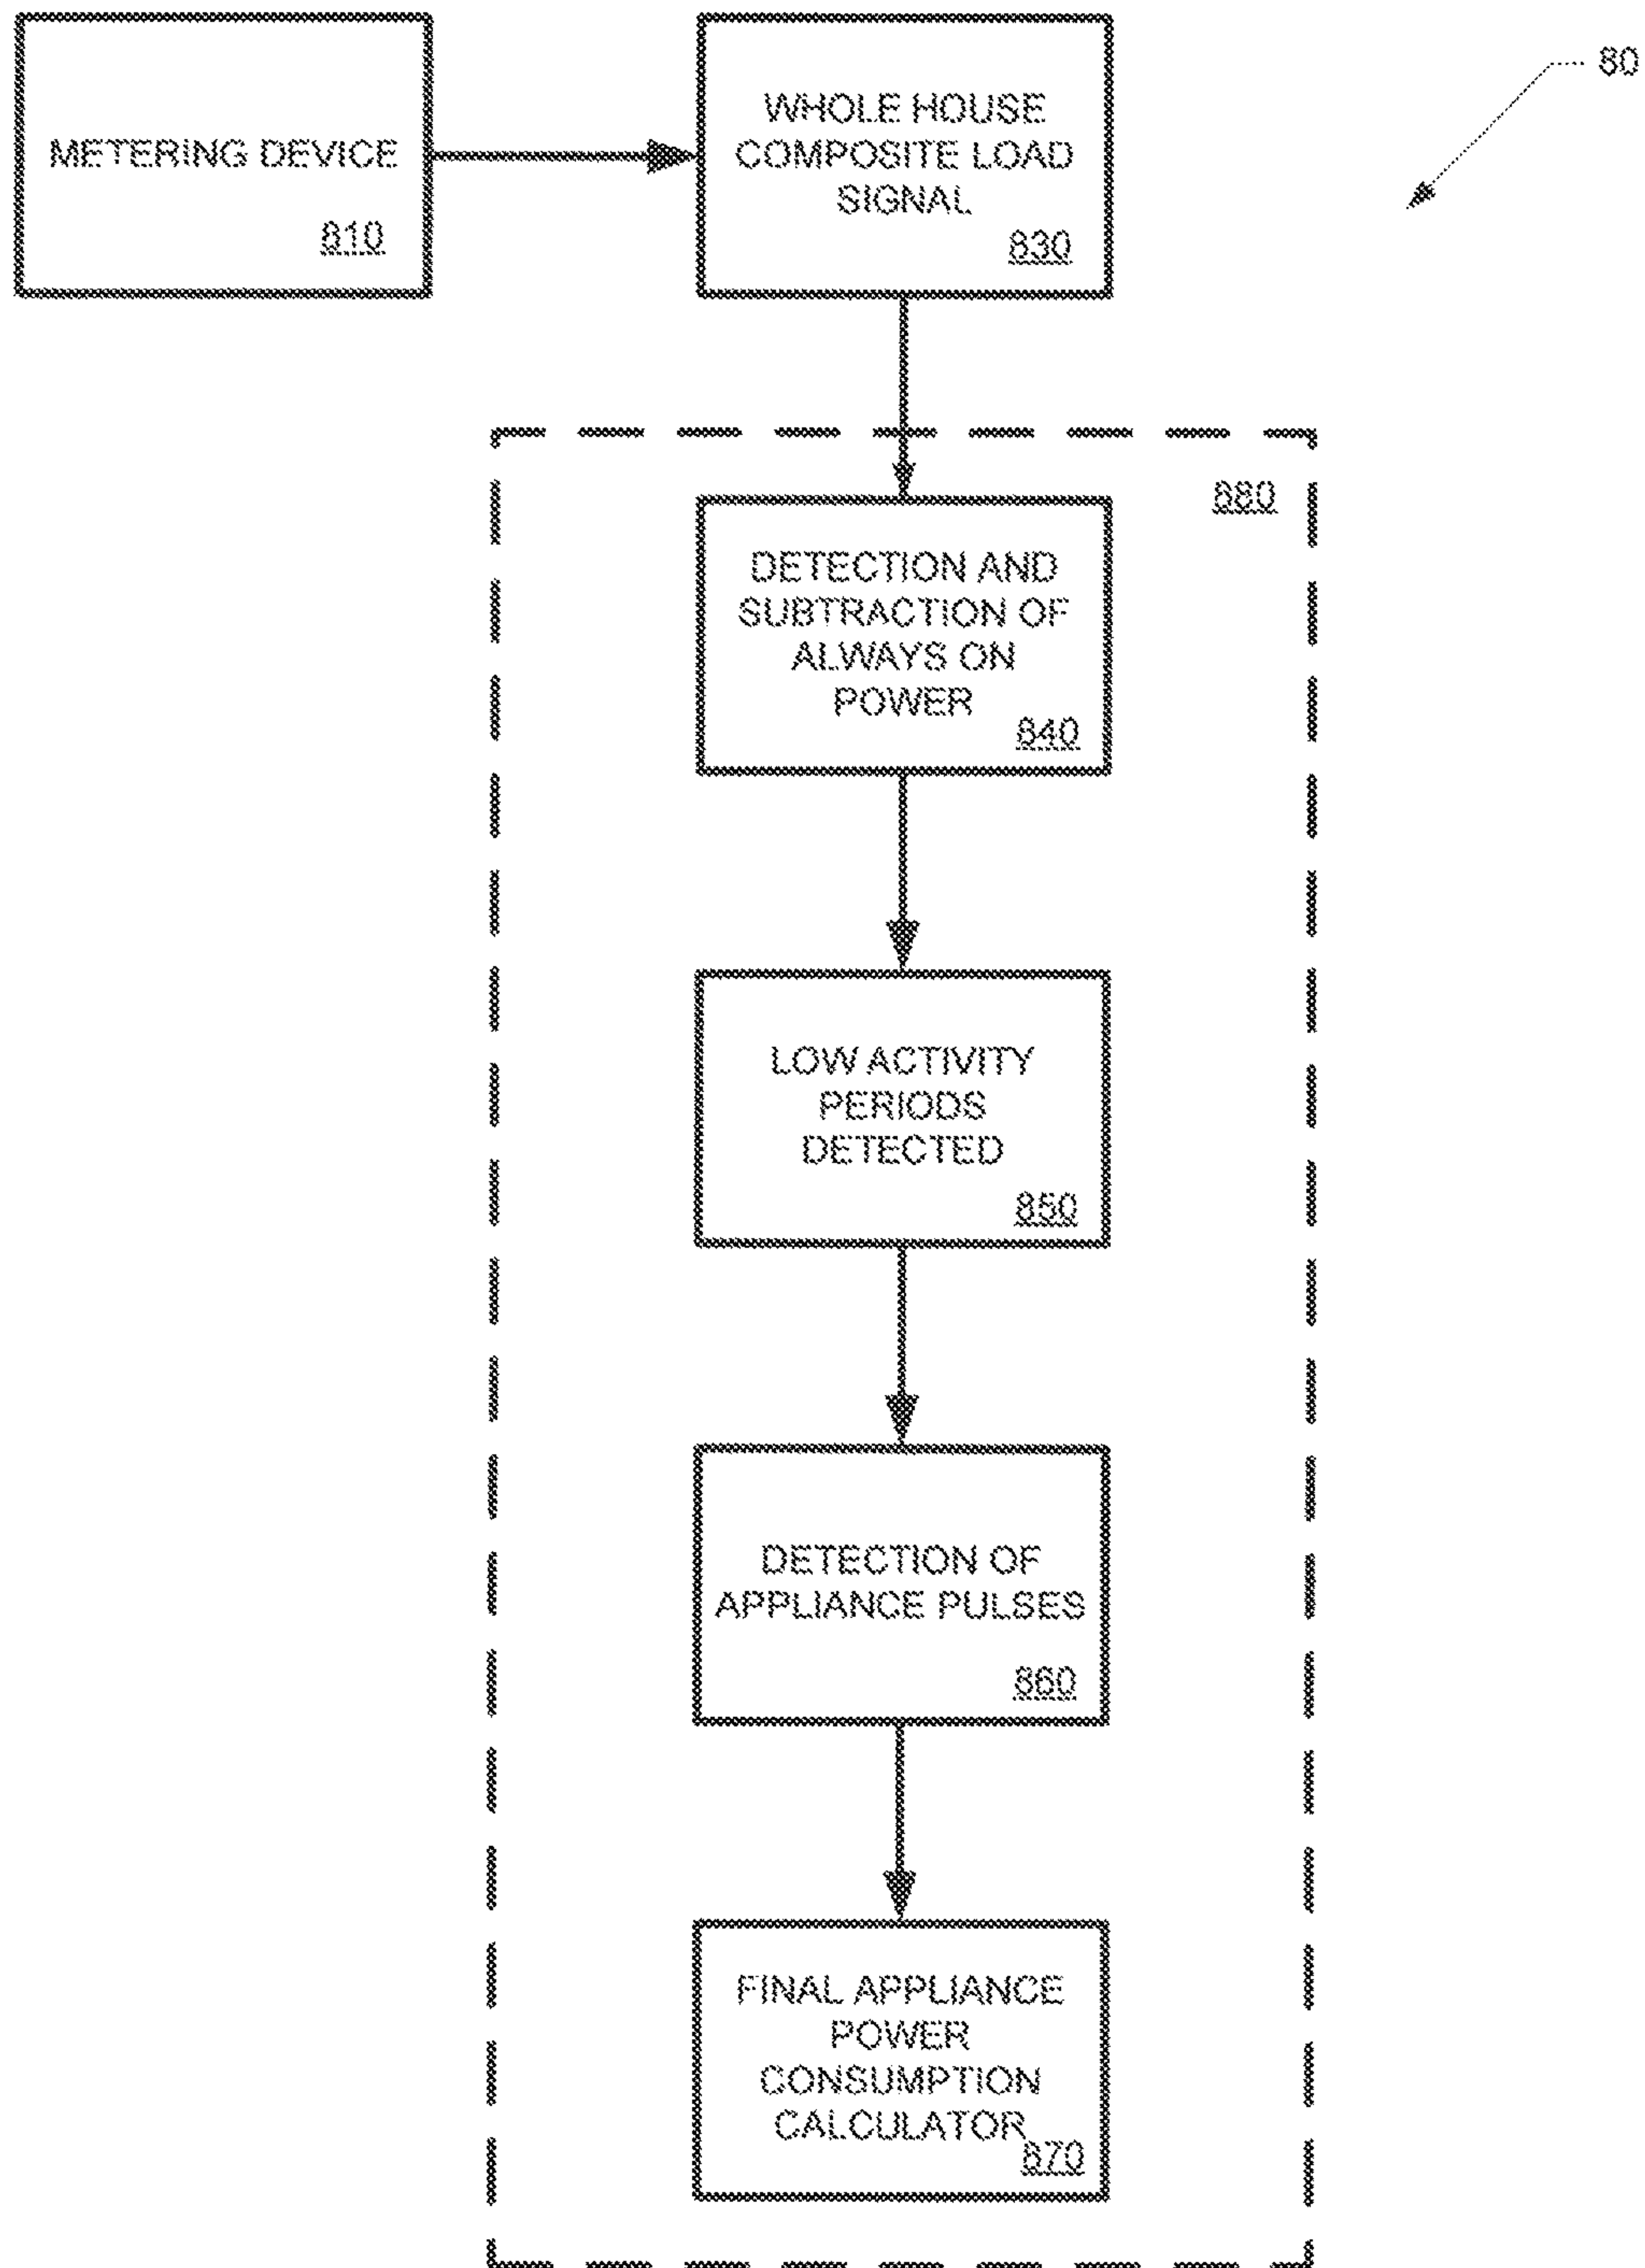 80
METERING DEVICE
810
WHOLE HOUSE
COMPOSITE LOAD
SIGNAL
830
880
DETECTION AND
SUBTRACTION OF
ALWAYS ON
POWER
840
LOW ACTIVITY
PERIODS
DETECTED
850
DETECTION OF
APPLIANCE PULSES
860
FINAL APPLIANCE
POWER
CONSUMPTION
CALCULATOR
870